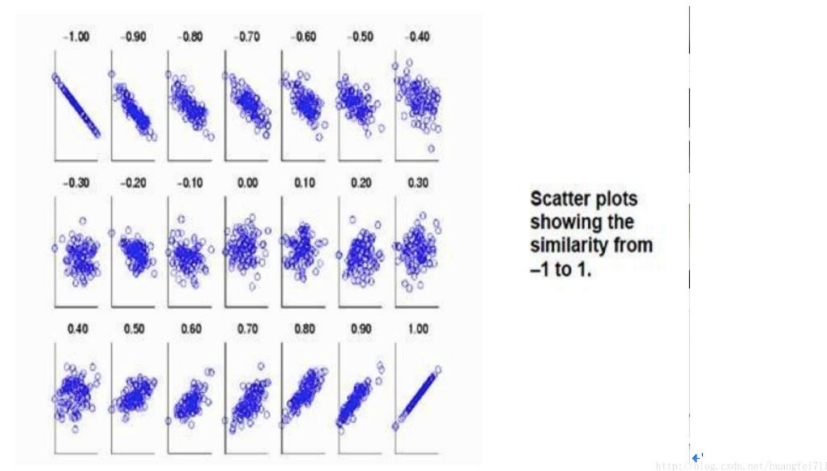 -1.00 -0.90 -0.80 -0.70 -0.60 -0.50 -0.40
-0.30 -0.20 -0.10 0.00 0.10 0.20 0.30
Scatter plots
showing the
similarity from
–1 to 1.
0.40 0.50 0.60 0.70 0.80 0.90 1.00